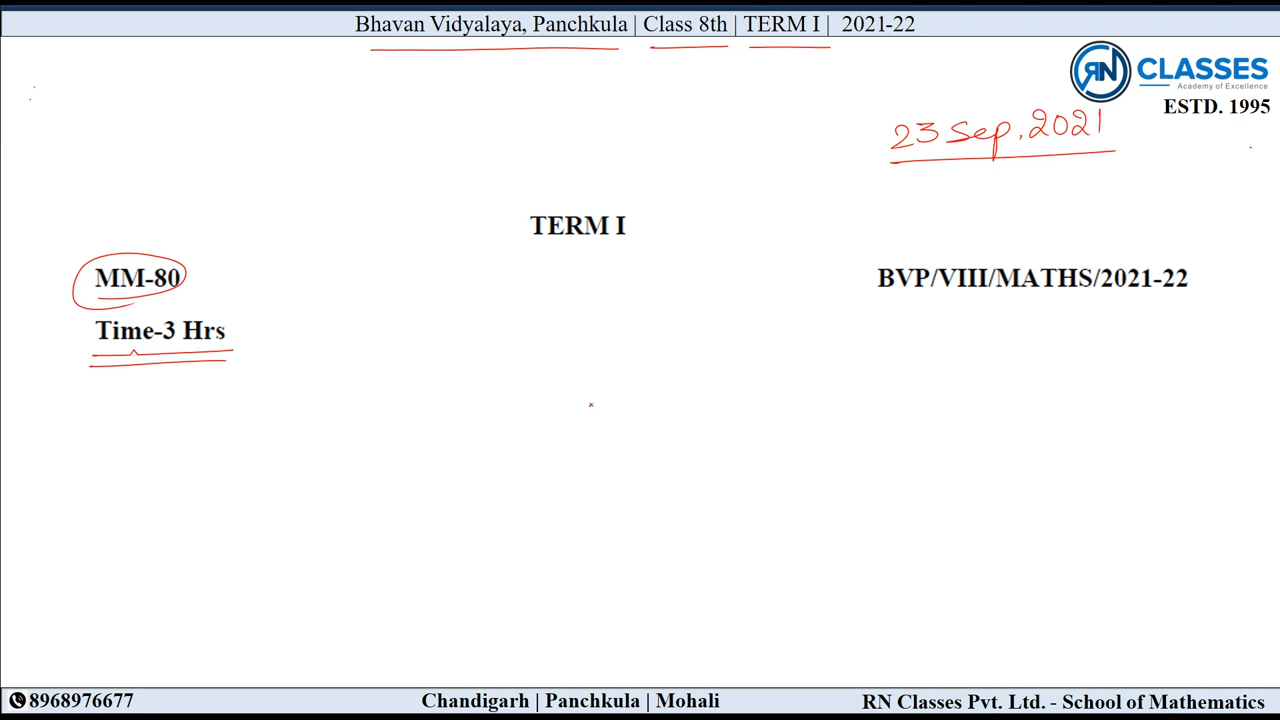 Bhavan Vidyalaya, Panchkula | Class 8th | TERM I | 2021-22
RN CLASSES
Academy of Excellence
ESTD. 1995
23 Sep, 2021
TERM I
MM-80
BVP/VIII/MATHS/2021-22
Time-3 Hrs
8968976677
Chandigarh | Panchkula | Mohali
RN Classes Pvt. Ltd. - School of Mathematics